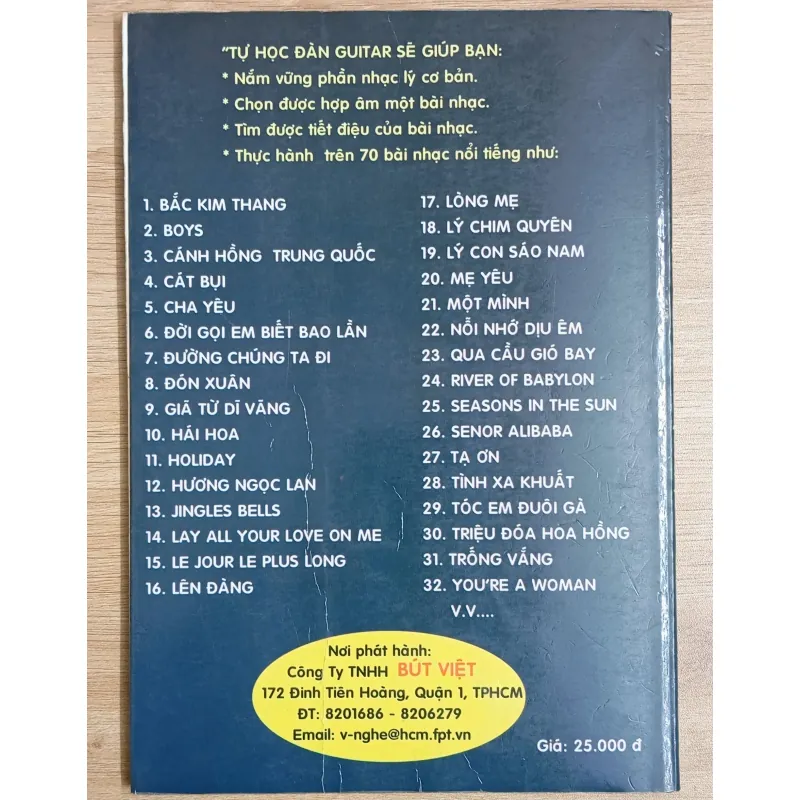 "TỰ HỌC ĐÀN GUITAR SẼ GIÚP BẠN:
* Nắm vững phần nhạc lý cơ bản.
* Chọn được hợp âm một bài nhạc.
* Tìm được tiết điệu của bài nhạc.
* Thực hành trên 70 bài nhạc nổi tiếng như:
1. BẮC KIM THANG
2. BOYS
3. CÁNH HỒNG TRUNG QUỐC
4. CÁT BỤI
5. CHA YÊU
6. ĐỜI GỌI EM BIẾT BAO LẦN
7. ĐƯỜNG CHÚNG TA ĐI
8. ĐÓN XUÂN
9. GIÃ TỪ DĨ VÃNG
10. HÁI HOA
11. HOLIDAY
12. HƯƠNG NGỌC LAN
13. JINGLES BELLS
14. LAY ALL YOUR LOVE ON ME
15. LE JOUR LE PLUS LONG
16. LÊN ĐÀNG
17. LÒNG MẸ
18. LÝ CHIM QUYÊN
19. LÝ CON SÁO NAM
20. MẸ YÊU
21. MỘT MÌNH
22. NỖI NHỚ DỊU ÊM
23. QUA CẦU GIÓ BAY
24. RIVER OF BABYLON
25. SEASONS IN THE SUN
26. SENOR ALIBABA
27. TẠ ƠN
28. TÌNH XA KHUẤT
29. TÓC EM ĐUÔI GÀ
30. TRIỆU ĐÓA HOA HỒNG
31. TRỐNG VẮNG
32. YOU'RE A WOMAN
V.V....
Nơi phát hành:
Công Ty TNHH BÚT VIỆT
172 Đinh Tiên Hoàng, Quận 1, TPHCM
ĐT: 8201686 - 8206279
Email: v-nghe@hcm.fpt.vn
Giá: 25.000 đ